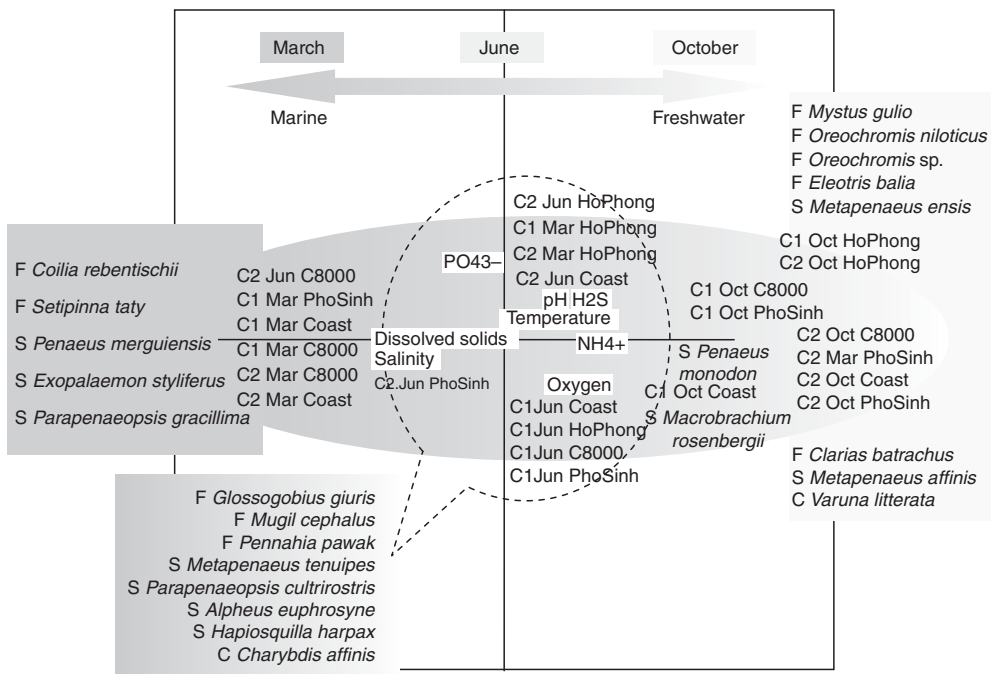 March
June
October
Marine
Freshwater
F Mystus gulio
F Oreochromis niloticus
F Oreochromis sp.
F Eleotris balia
S Metapenaeus ensis
C1 Oct HoPhong
C2 Oct HoPhong
F Coilia rebentischii
F Setipinna taty
S Penaeus merguiensis
S Exopalaemon styliferus
S Parapenaeopsis gracillima
C2 Jun C8000
C1 Mar PhoSinh
C1 Mar Coast
C1 Mar C8000
C2 Mar C8000
C2 Mar Coast
C2 Jun HoPhong
C1 Mar HoPhong
C2 Mar HoPhong
C2 Jun Coast
PO43–
pH H2S
Temperature
Dissolved solids
Salinity
NH4+
C2.Jun PhoSinh
Oxygen
C1Jun Coast
C1Jun HoPhong
C1Jun C8000
C1Jun PhoSinh
C1 Oct C8000
C1 Oct PhoSinh
S Penaeus
monodon
C1 Oct Coast
S Macrobrachium
rosenbergii
C2 Oct C8000
C2 Mar PhoSinh
C2 Oct Coast
C2 Oct PhoSinh
F Clarias batrachus
S Metapenaeus affinis
C Varuna litterata
F Glossogobius giuris
F Mugil cephalus
F Pennahia pawak
S Metapenaeus tenuipes
S Parapenaeopsis cultrirostris
S Alpheus euphrosyne
S Hapiosquilla harpax
C Charybdis affinis